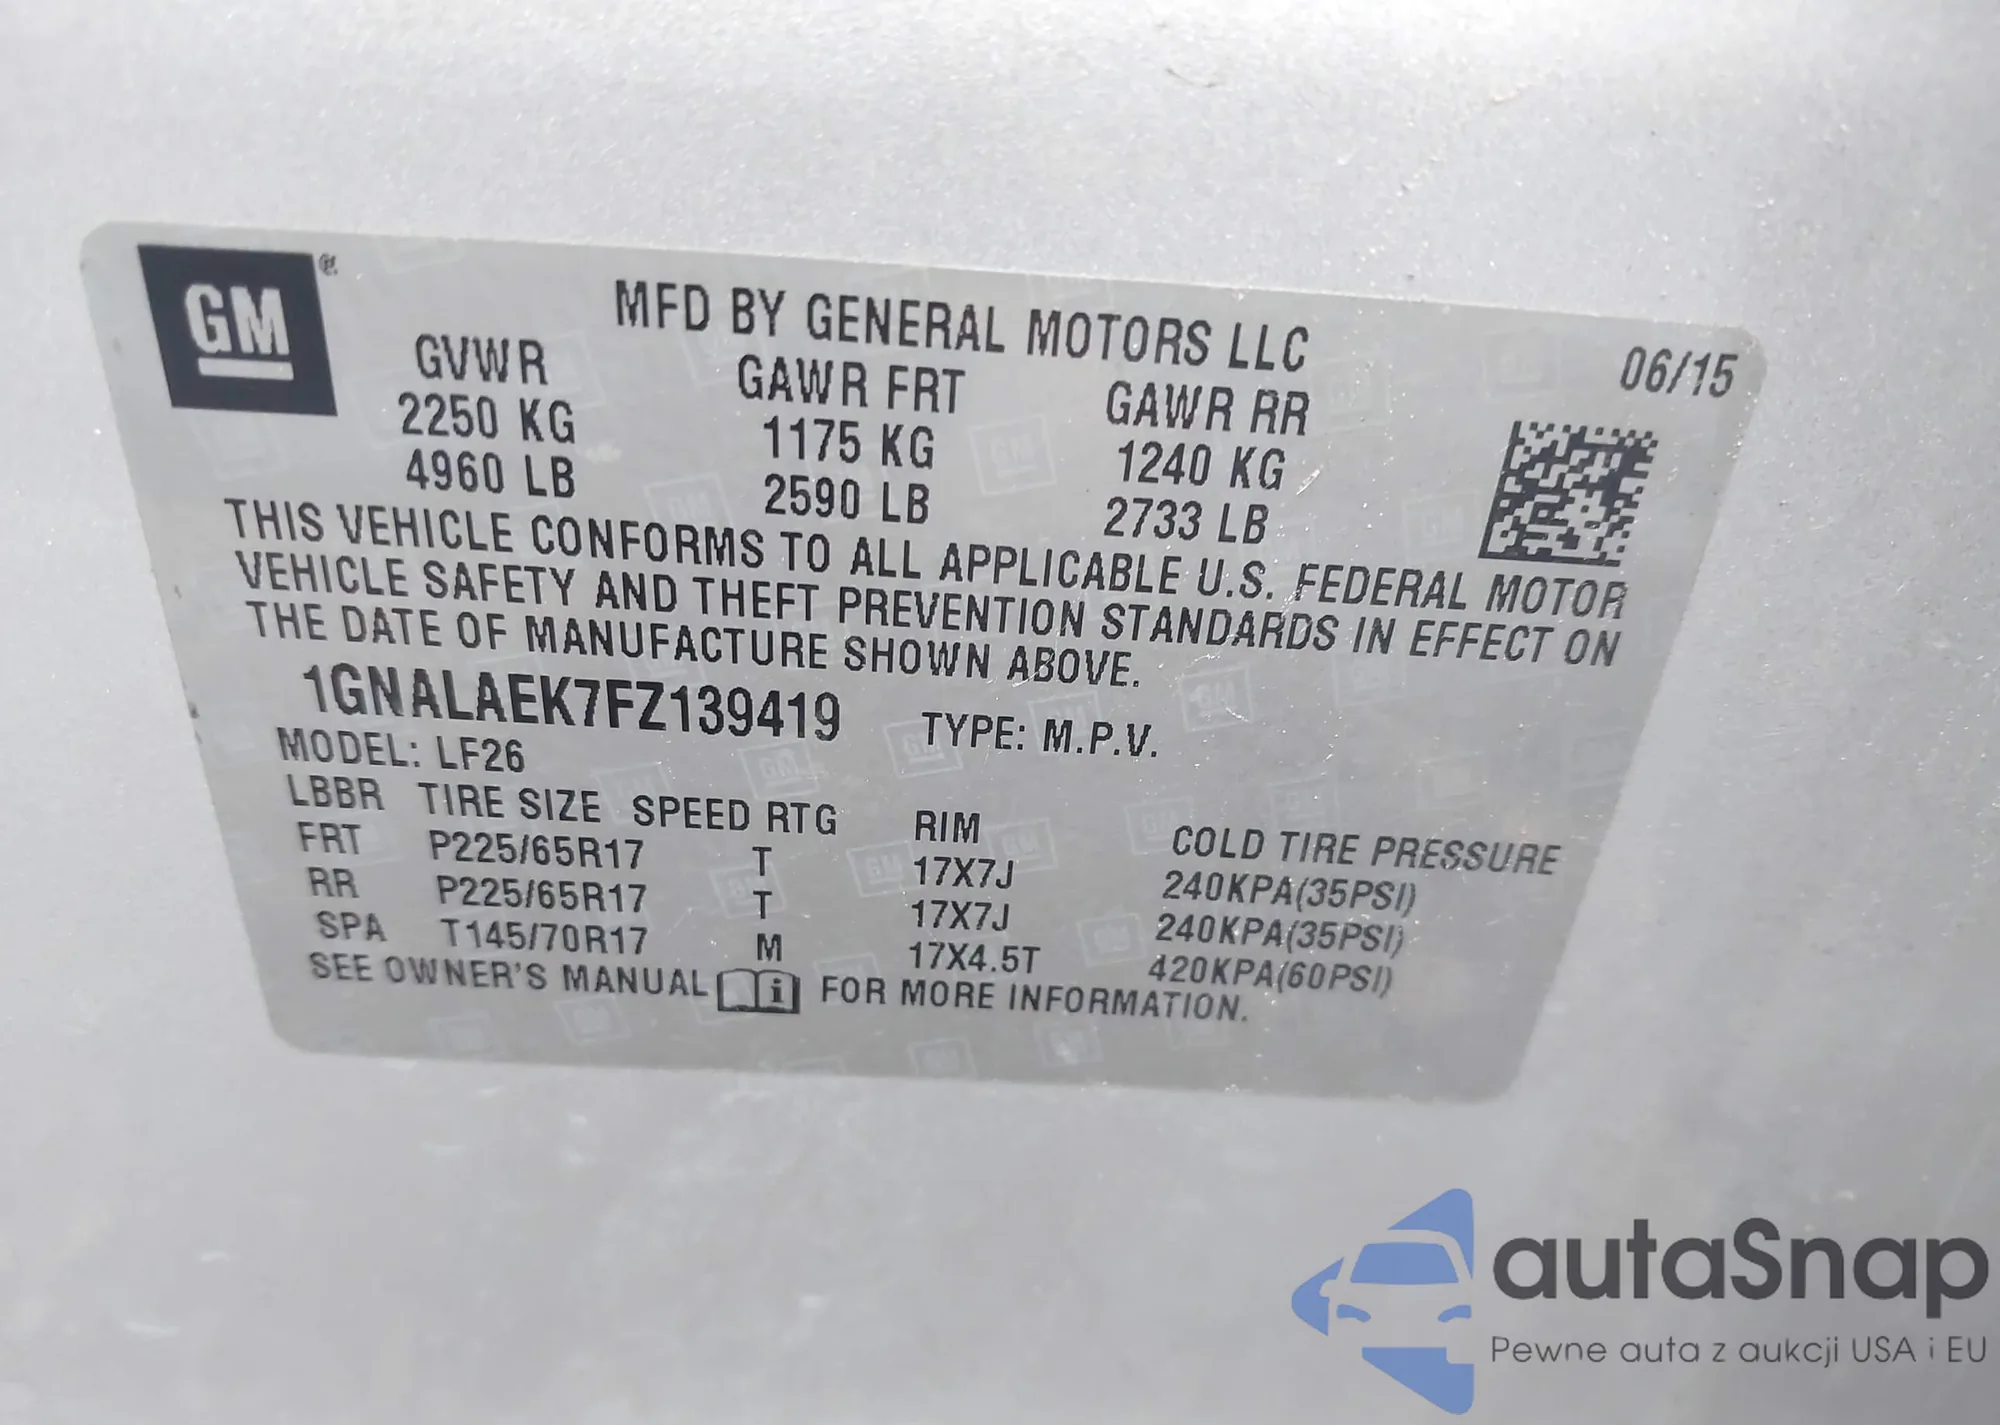 GM
MFD BY GENERAL MOTORS LLC
06/15
GVWR GAWR FRT GAWR RR
2250 KG 1175 KG 1240 KG
4960 LB 2590 LB 2733 LB
THIS VEHICLE CONFORMS TO ALL APPLICABLE U.S. FEDERAL MOTOR
VEHICLE SAFETY AND THEFT PREVENTION STANDARDS IN EFFECT ON
THE DATE OF MANUFACTURE SHOWN ABOVE.
1GNALAEK7FZ139419 TYPE: M.P.V.
MODEL: LF26
LBBR TIRE SIZE SPEED RTG RIM COLD TIRE PRESSURE
FRT P225/65R17 T 17X7J 240KPA(35PSI)
RR P225/65R17 T 17X7J 240KPA(35PSI)
SPA T145/70R17 M 17X4.5T 420KPA(60PSI)
SEE OWNER'S MANUAL i FOR MORE INFORMATION.
autaSnap
Pewne auta z aukcji USA i EU